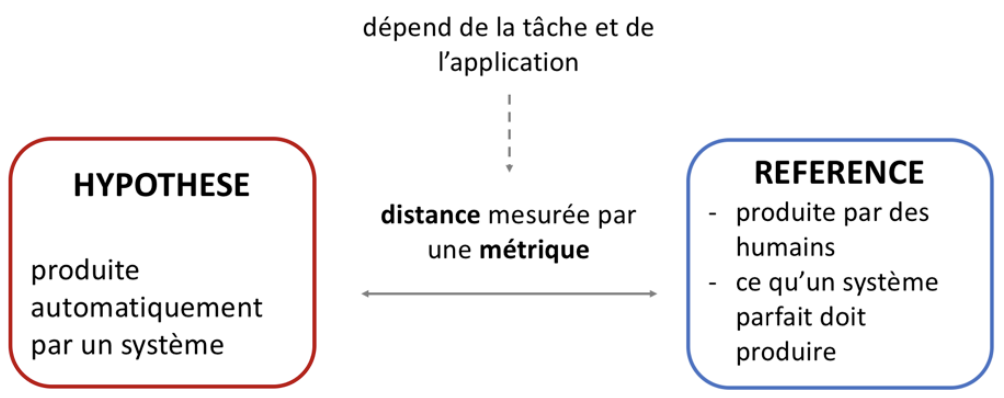 dépend de la tâche et de
l’application
HYPOTHESE
produite
automatiquement
par un système
distance mesurée par
une métrique
REFERENCE
- produite par des
humains
- ce qu’un système
parfait doit
produire